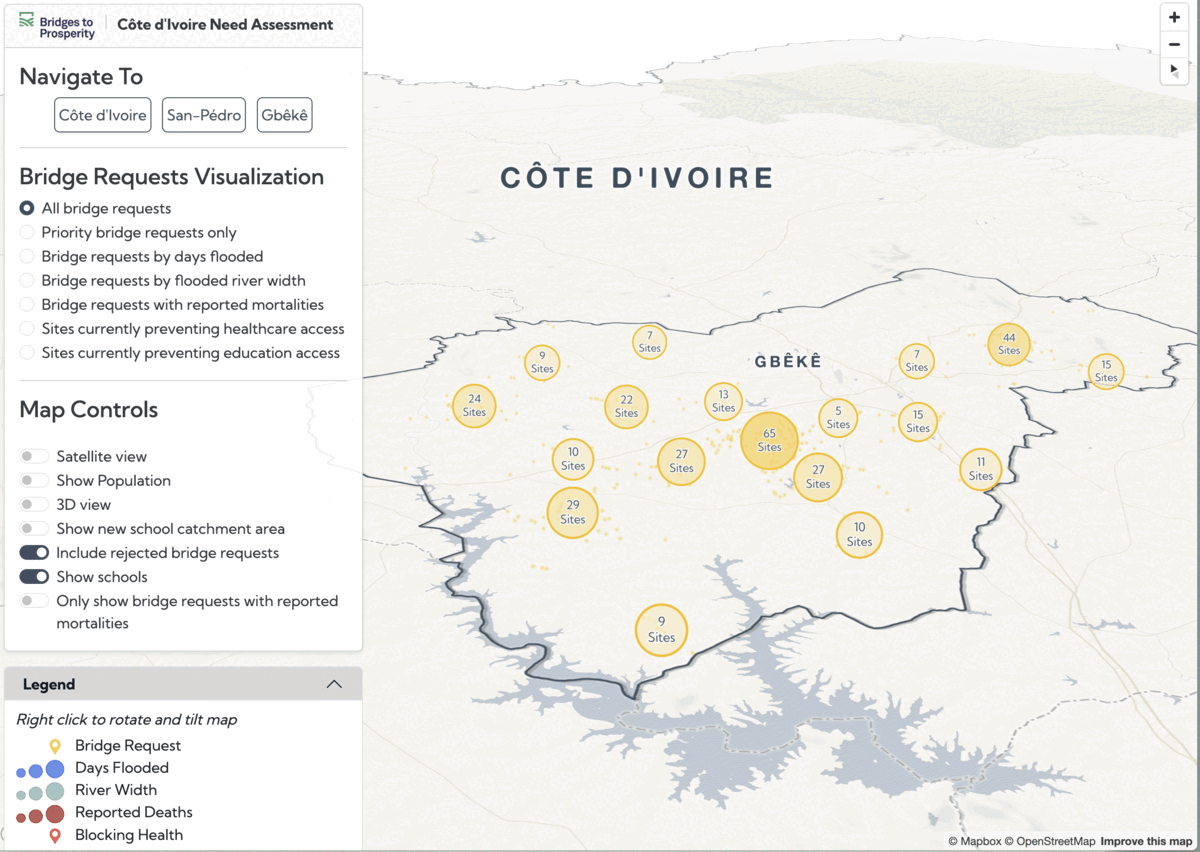 Bridges to
Prosperity
Côte d'Ivoire Need Assessment
Navigate To
Côte d'Ivoire
San-Pédro
Gbêkê
Bridge Requests Visualization
All bridge requests
Priority bridge requests only
Bridge requests by days flooded
Bridge requests by flooded river width
Bridge requests with reported mortalities
Sites currently preventing healthcare access
Sites currently preventing education access
Map Controls
Satellite view
Show Population
3D view
Show new school catchment area
Include rejected bridge requests
Show schools
Only show bridge requests with reported
mortalities
Legend
Right click to rotate and tilt map
Bridge Request
Days Flooded
River Width
Reported Deaths
Blocking Health
CÔTE D'IVOIRE
GBÊKÊ
7
Sites
9
Sites
44
Sites
7
Sites
15
Sites
24
Sites
22
Sites
13
Sites
5
Sites
15
Sites
65
Sites
10
Sites
27
Sites
27
Sites
11
Sites
29
Sites
10
Sites
9
Sites
© Mapbox © OpenStreetMap Improve this map